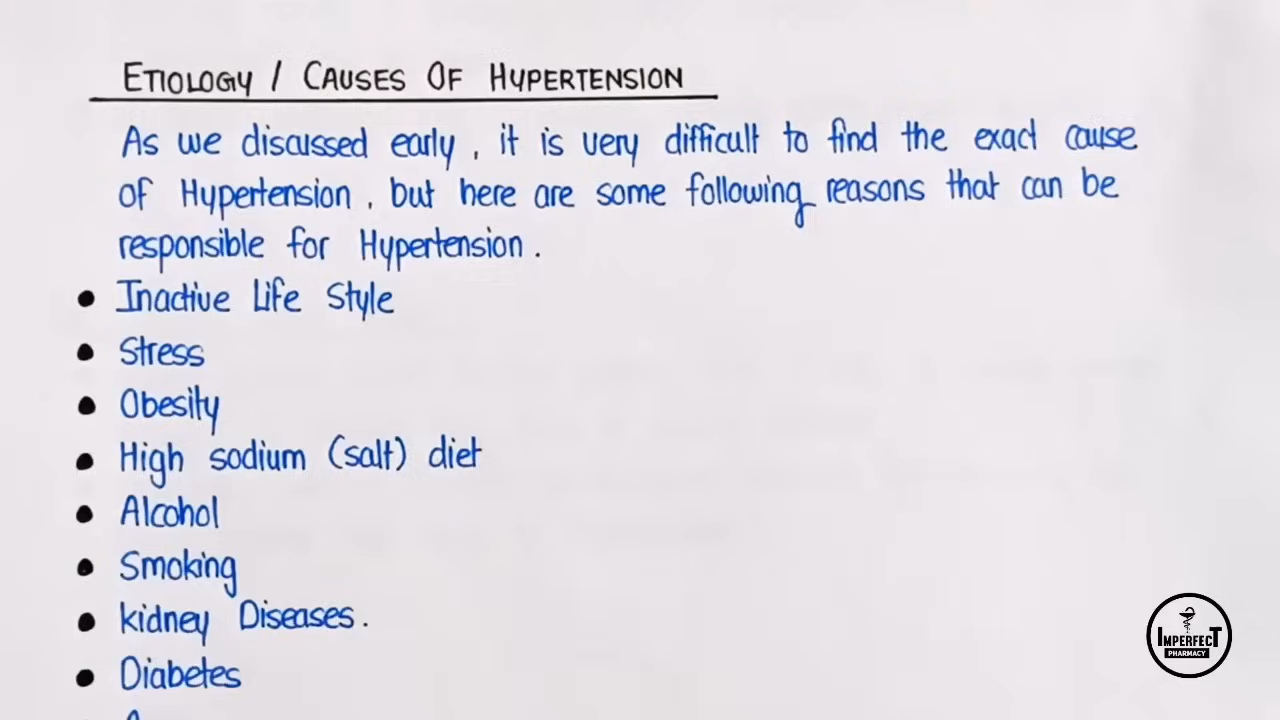 ETIOLOGY / CAUSES OF HYPERTENSION
As we discussed early, it is very difficult to find the exact cause
of Hypertension, but here are some following reasons that can be
responsible for Hypertension.
• Inactive Life Style
• Stress
• Obesity
• High sodium (salt) diet
• Alcohol
• Smoking
• kidney Diseases.
• Diabetes
IMPERFECT
PHARMACY